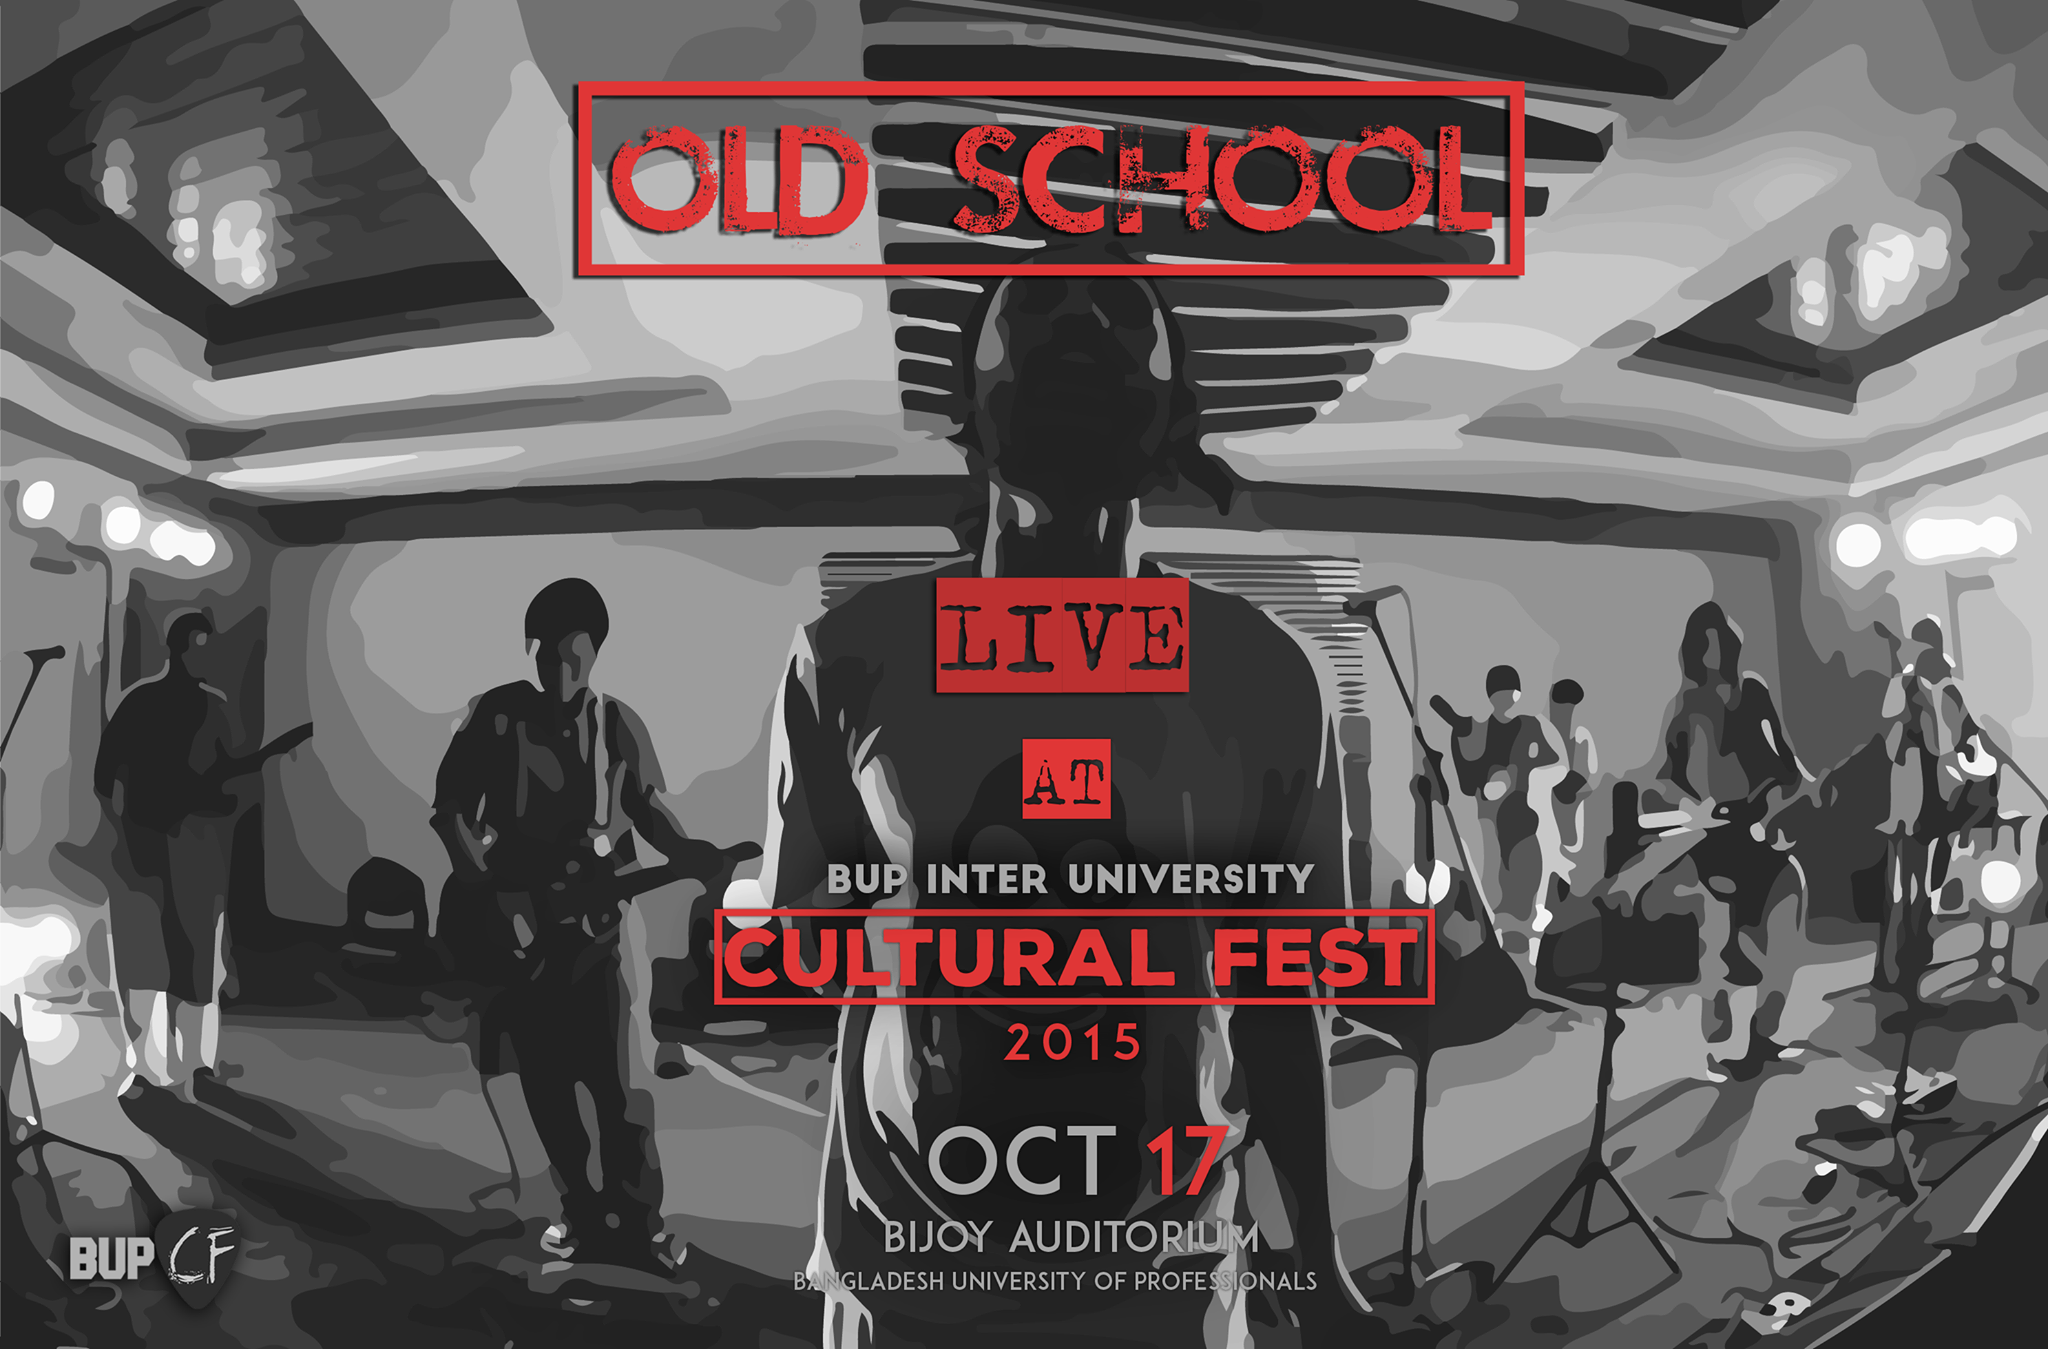 OLD SCHOOL
LIVE
AT
BUP INTER UNIVERSITY
CULTURAL FEST
2015
OCT 17
BIJOY AUDITORIUM
BANGLADESH UNIVERSITY OF PROFESSIONALS
BUP CF